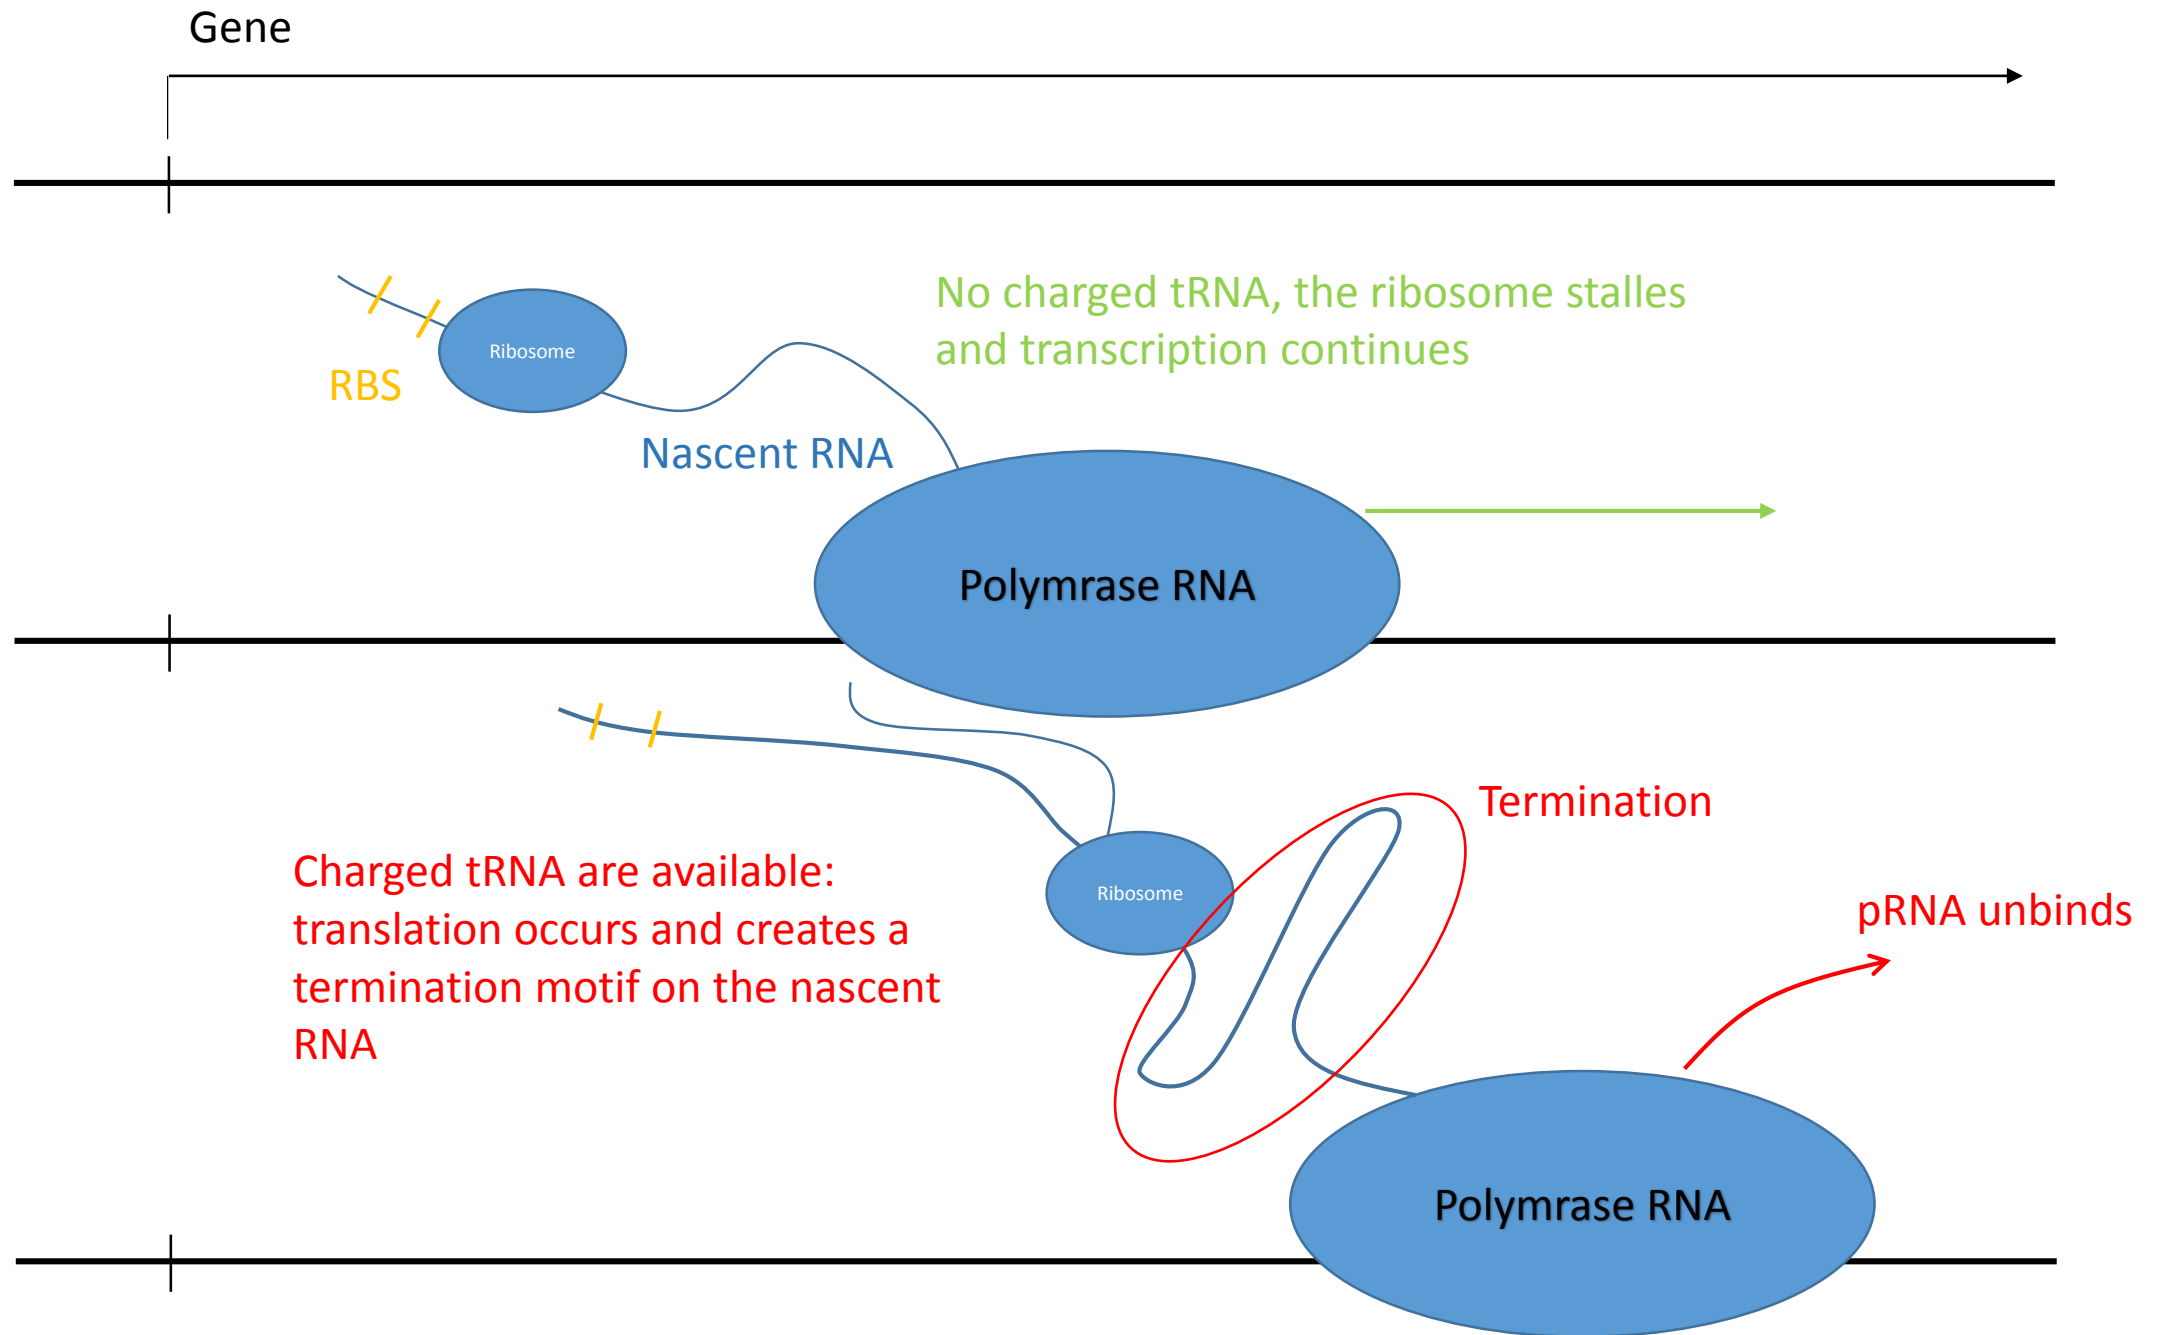 Gene
No charged tRNA, the ribosome stalles
and transcription continues
Ribosome
RBS
Nascent RNA
Polymrase RNA
Termination
Charged tRNA are available:
translation occurs and creates a
termination motif on the nascent
RNA
Ribosome
pRNA unbinds
Polymrase RNA